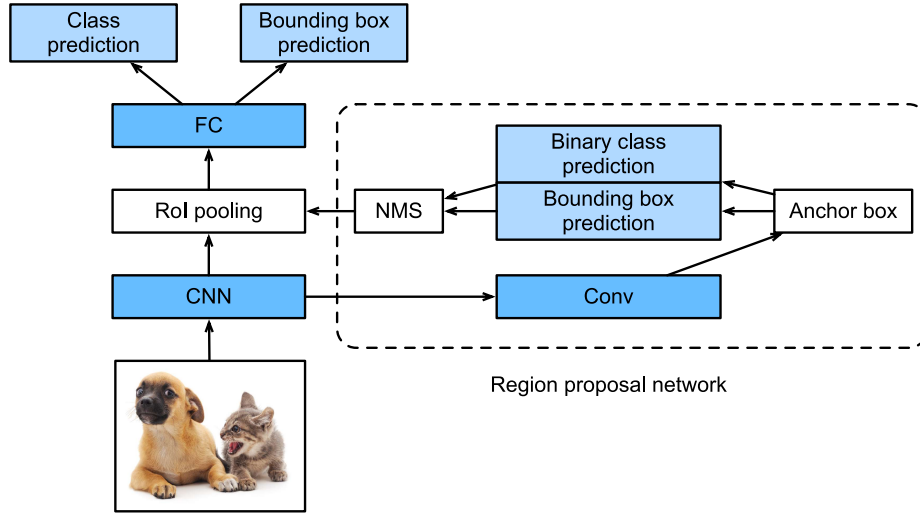 Class
prediction
Bounding box
prediction
FC
Binary class
prediction
RoI pooling
NMS
Bounding box
prediction
Anchor box
CNN
Conv
Region proposal network